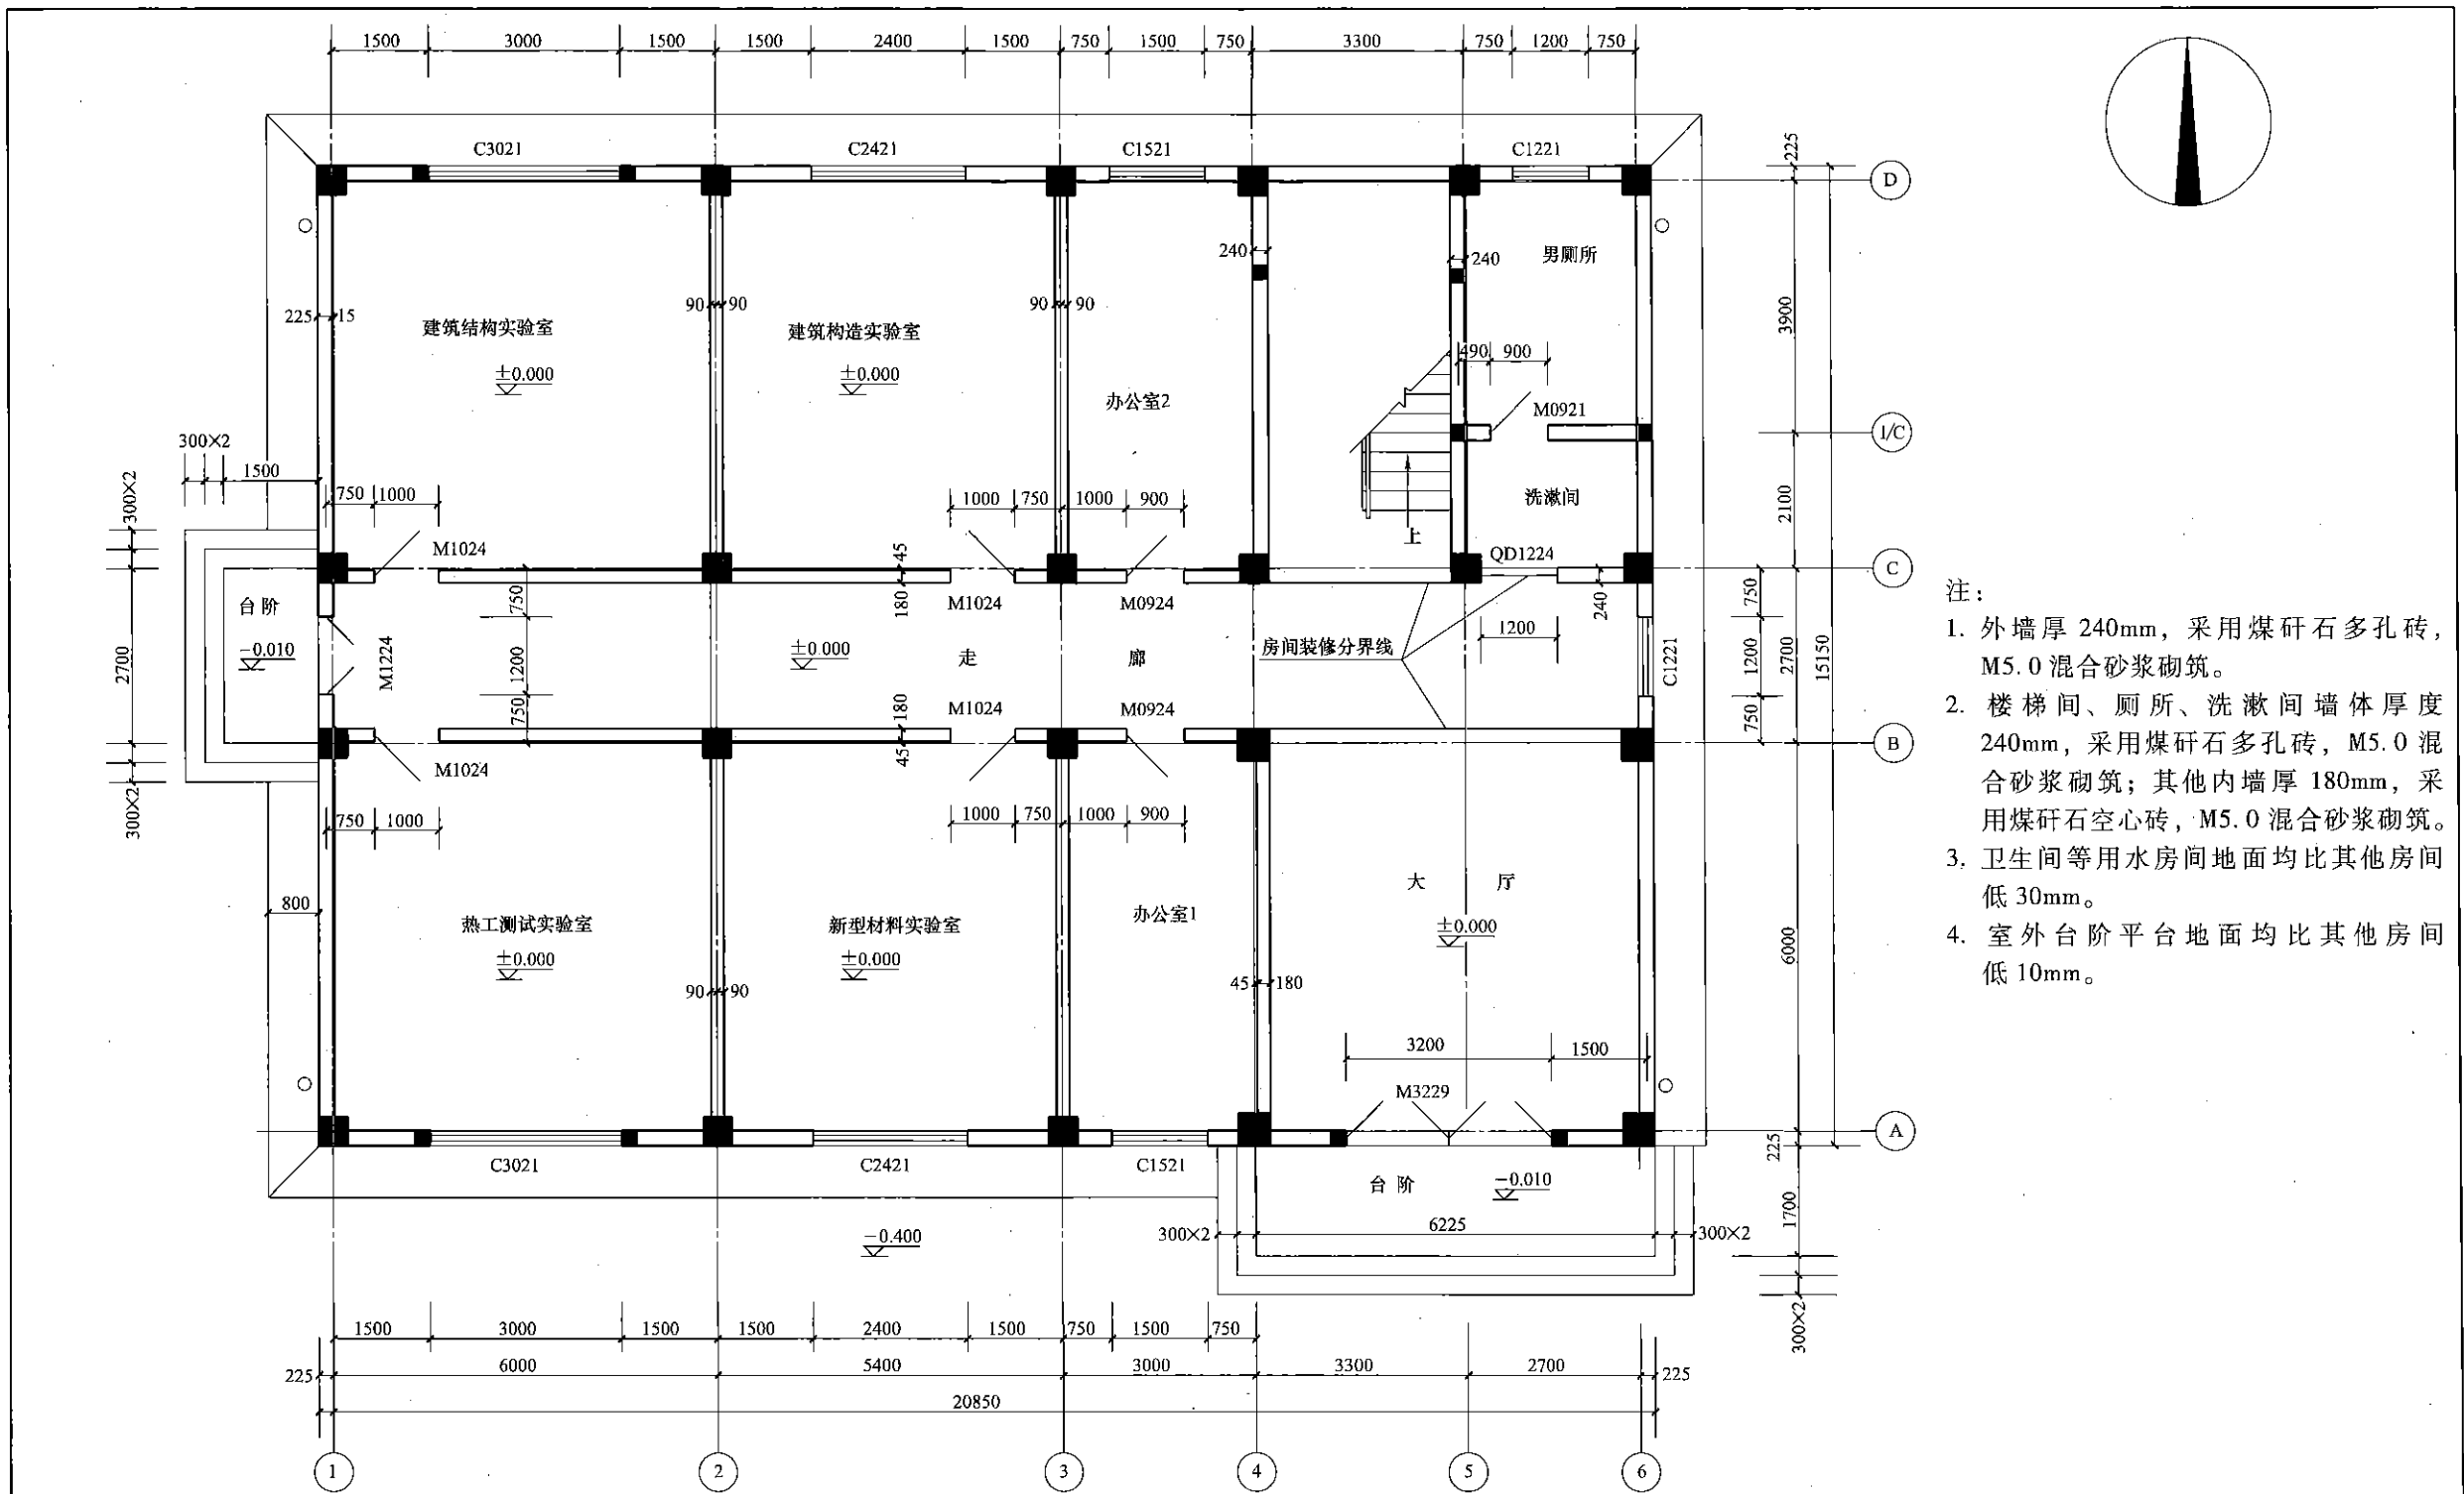 1500 3000 1500 1500 2400 1500 750 1500 750 3300 750 1200 750
C3021 C2421 C1521 C1221
225
D
240
240
男厕所
225 15
90 90
90 90
建筑结构实验室
建筑构造实验室
±0.000
±0.000
3900
490 900
办公室2
M0921
1/C
300×2
1500
300×2
750 1000
1000 750 1000 900
洗漱间
2100
上
M1024
45
QD1224
C
台阶
750
180
M1024
M0924
240
750
-0.010
M1224
1200
±0.000
走廊
房间装修分界线
1200
C1221
1200
2700
15150
2700
750
180
M1024
M0924
750
B
M1024
45
300×2
750 1000
1000 750 1000 900
800
热工测试实验室
新型材料实验室
办公室1
大厅
±0.000
±0.000
±0.000
6000
90 90
45 180
3200 1500
M3229
A
225
C3021 C2421 C1521
台阶
-0.010
1700
-0.400
300×2 6225 300×2
300×2
1500 3000 1500 1500 2400 1500 750 1500 750
225 6000 5400 3000 3300 2700 225
20850
1 2 3 4 5 6
注：
1. 外墙厚 240mm，采用煤矸石多孔砖，
M5.0 混合砂浆砌筑。
2. 楼梯间、厕所、洗漱间墙体厚度
240mm，采用煤矸石多孔砖，M5.0 混
合砂浆砌筑；其他内墙厚 180mm，采
用煤矸石空心砖，M5.0 混合砂浆砌筑。
3. 卫生间等用水房间地面均比其他房间
低 30mm。
4. 室外台阶平台地面均比其他房间
低 10mm。